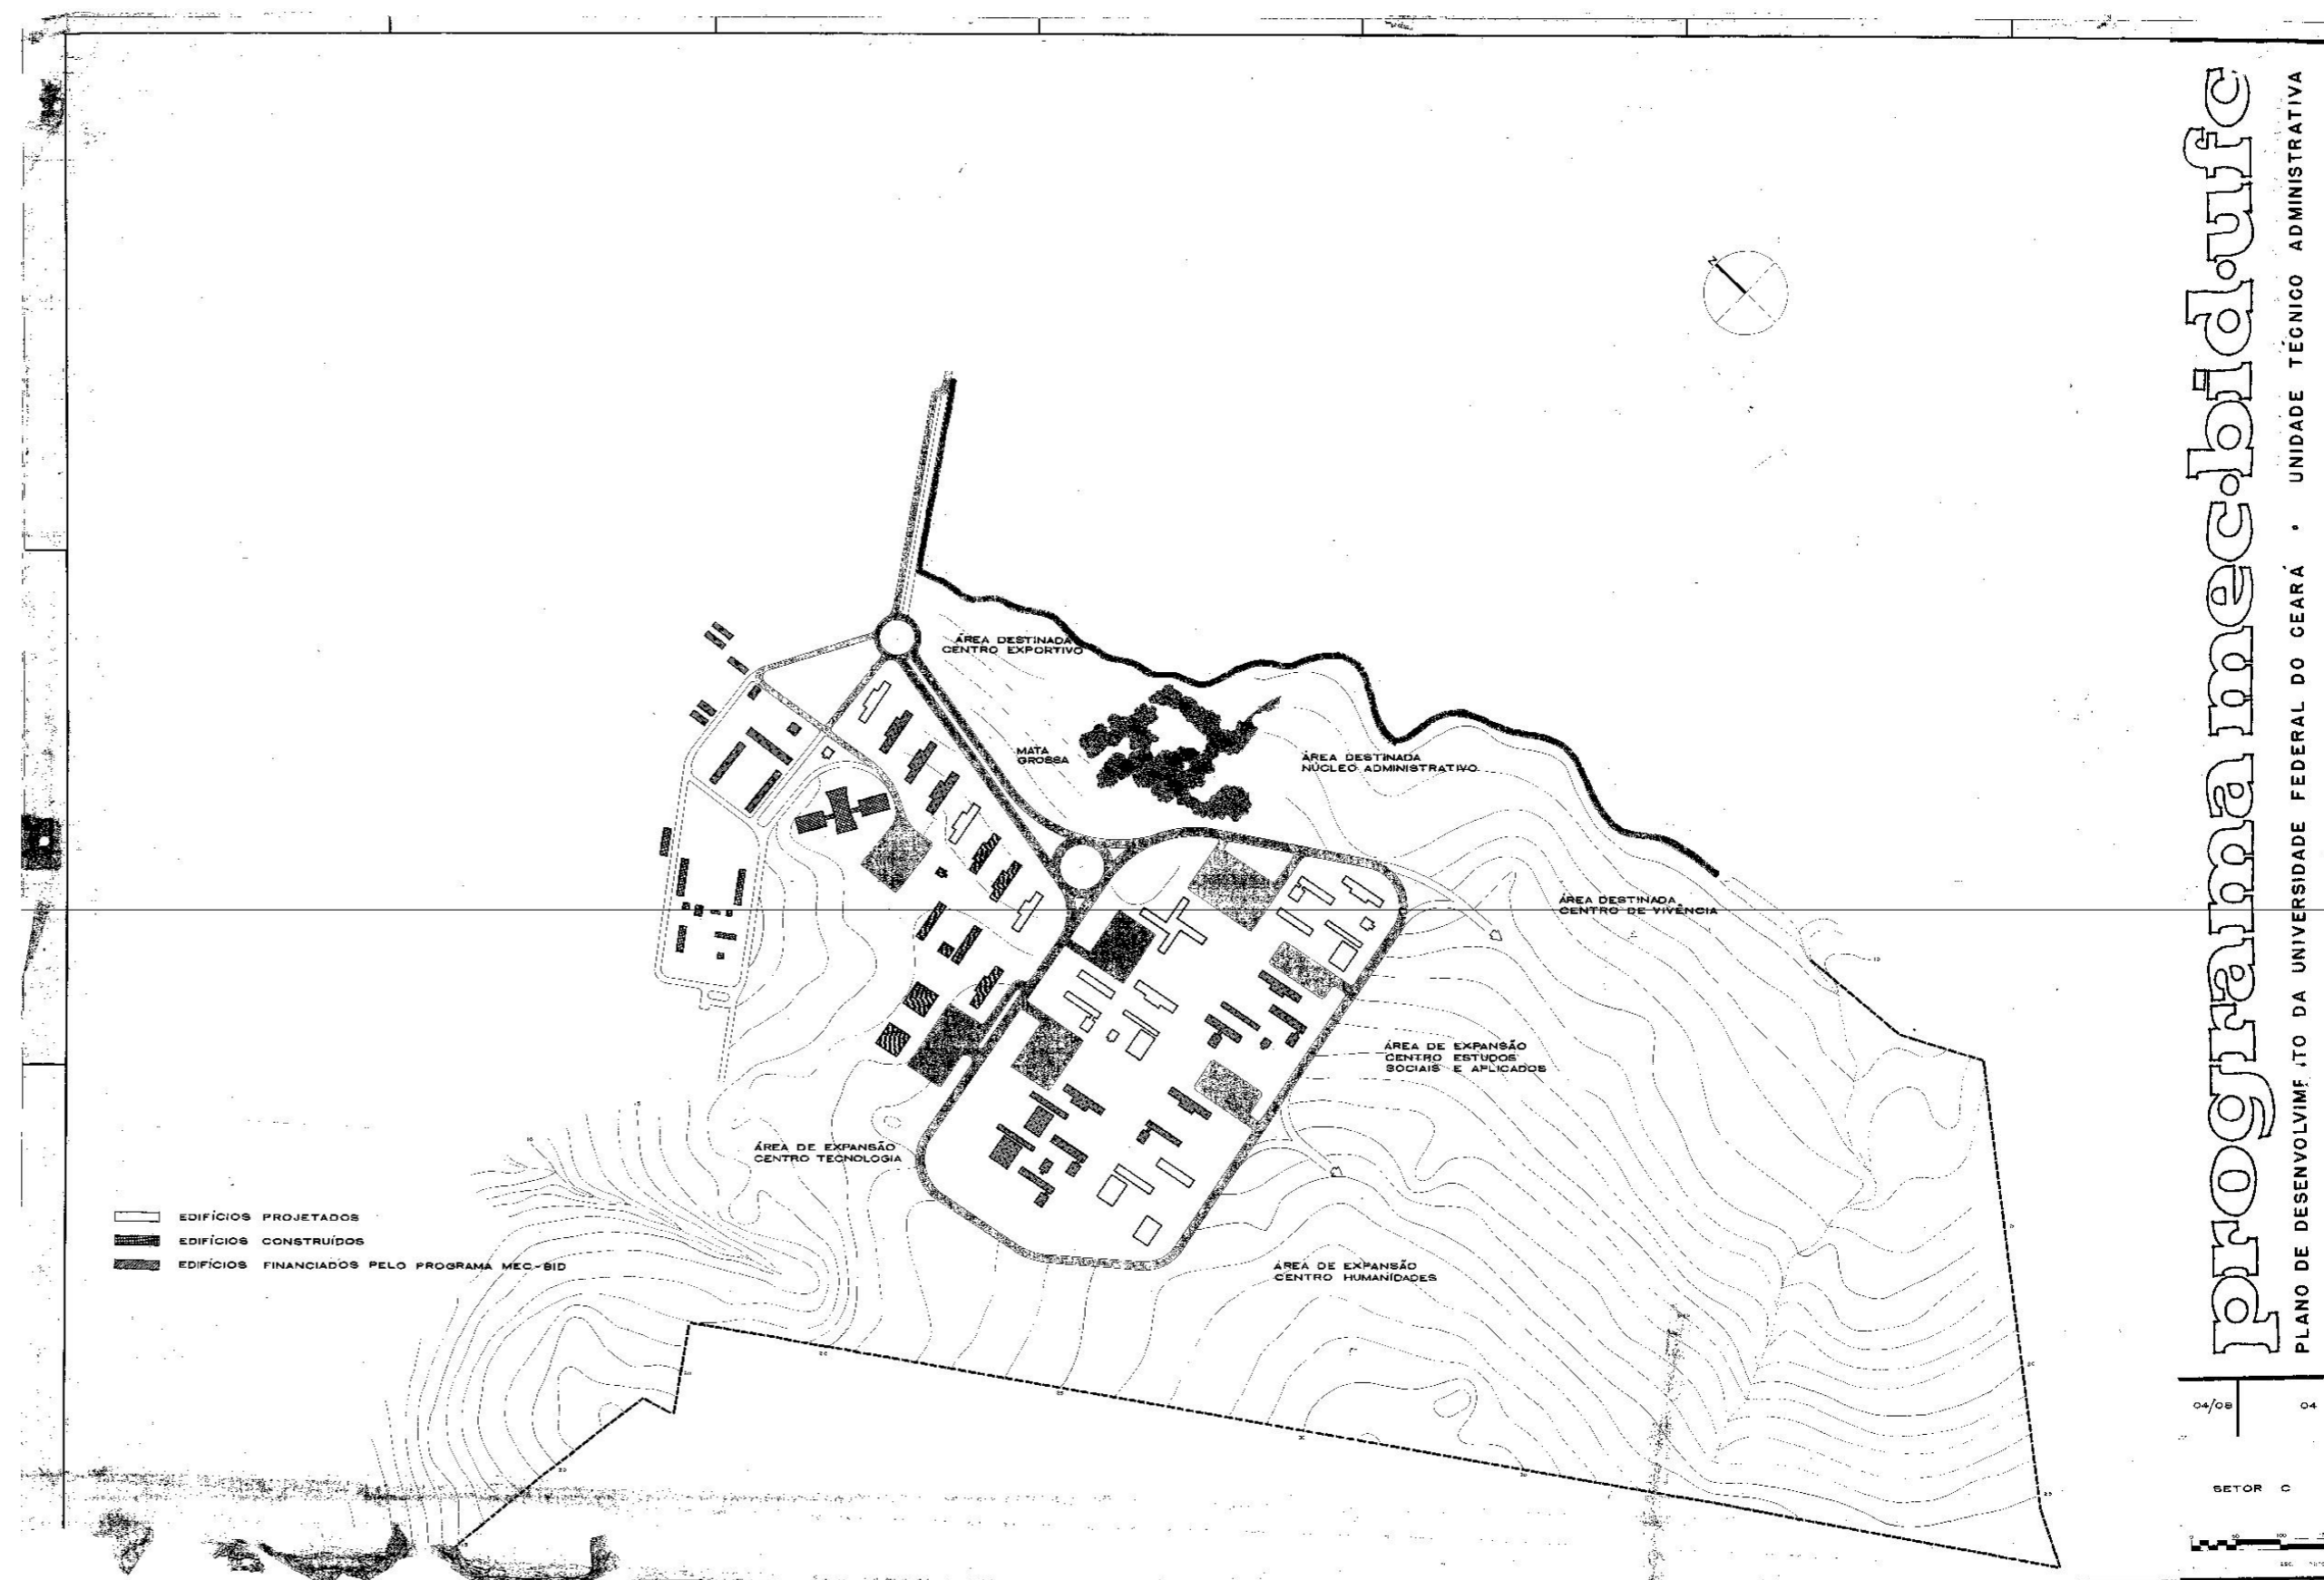 N
ÁREA DESTINADA
CENTRO EXPORTIVO
MATA
GROSSA
ÁREA DESTINADA
NÚCLEO ADMINISTRATIVO
ÁREA DESTINADA
CENTRO DE VIVÊNCIA
ÁREA DE EXPANSÃO
CENTRO ESTUDOS
SOCIAIS E APLICADOS
ÁREA DE EXPANSÃO
CENTRO TECNOLOGIA
ÁREA DE EXPANSÃO
CENTRO HUMANIDADES
EDIFÍCIOS PROJETADOS
EDIFÍCIOS CONSTRUÍDOS
EDIFÍCIOS FINANCIADOS PELO PROGRAMA MEC-BID
programa mec.bid.ufc
PLANO DE DESENVOLVIME TO DA UNIVERSIDADE FEDERAL DO CEARÁ • UNIDADE TÉCNICO ADMINISTRATIVA
04/08 04
SETOR C
0 50 100